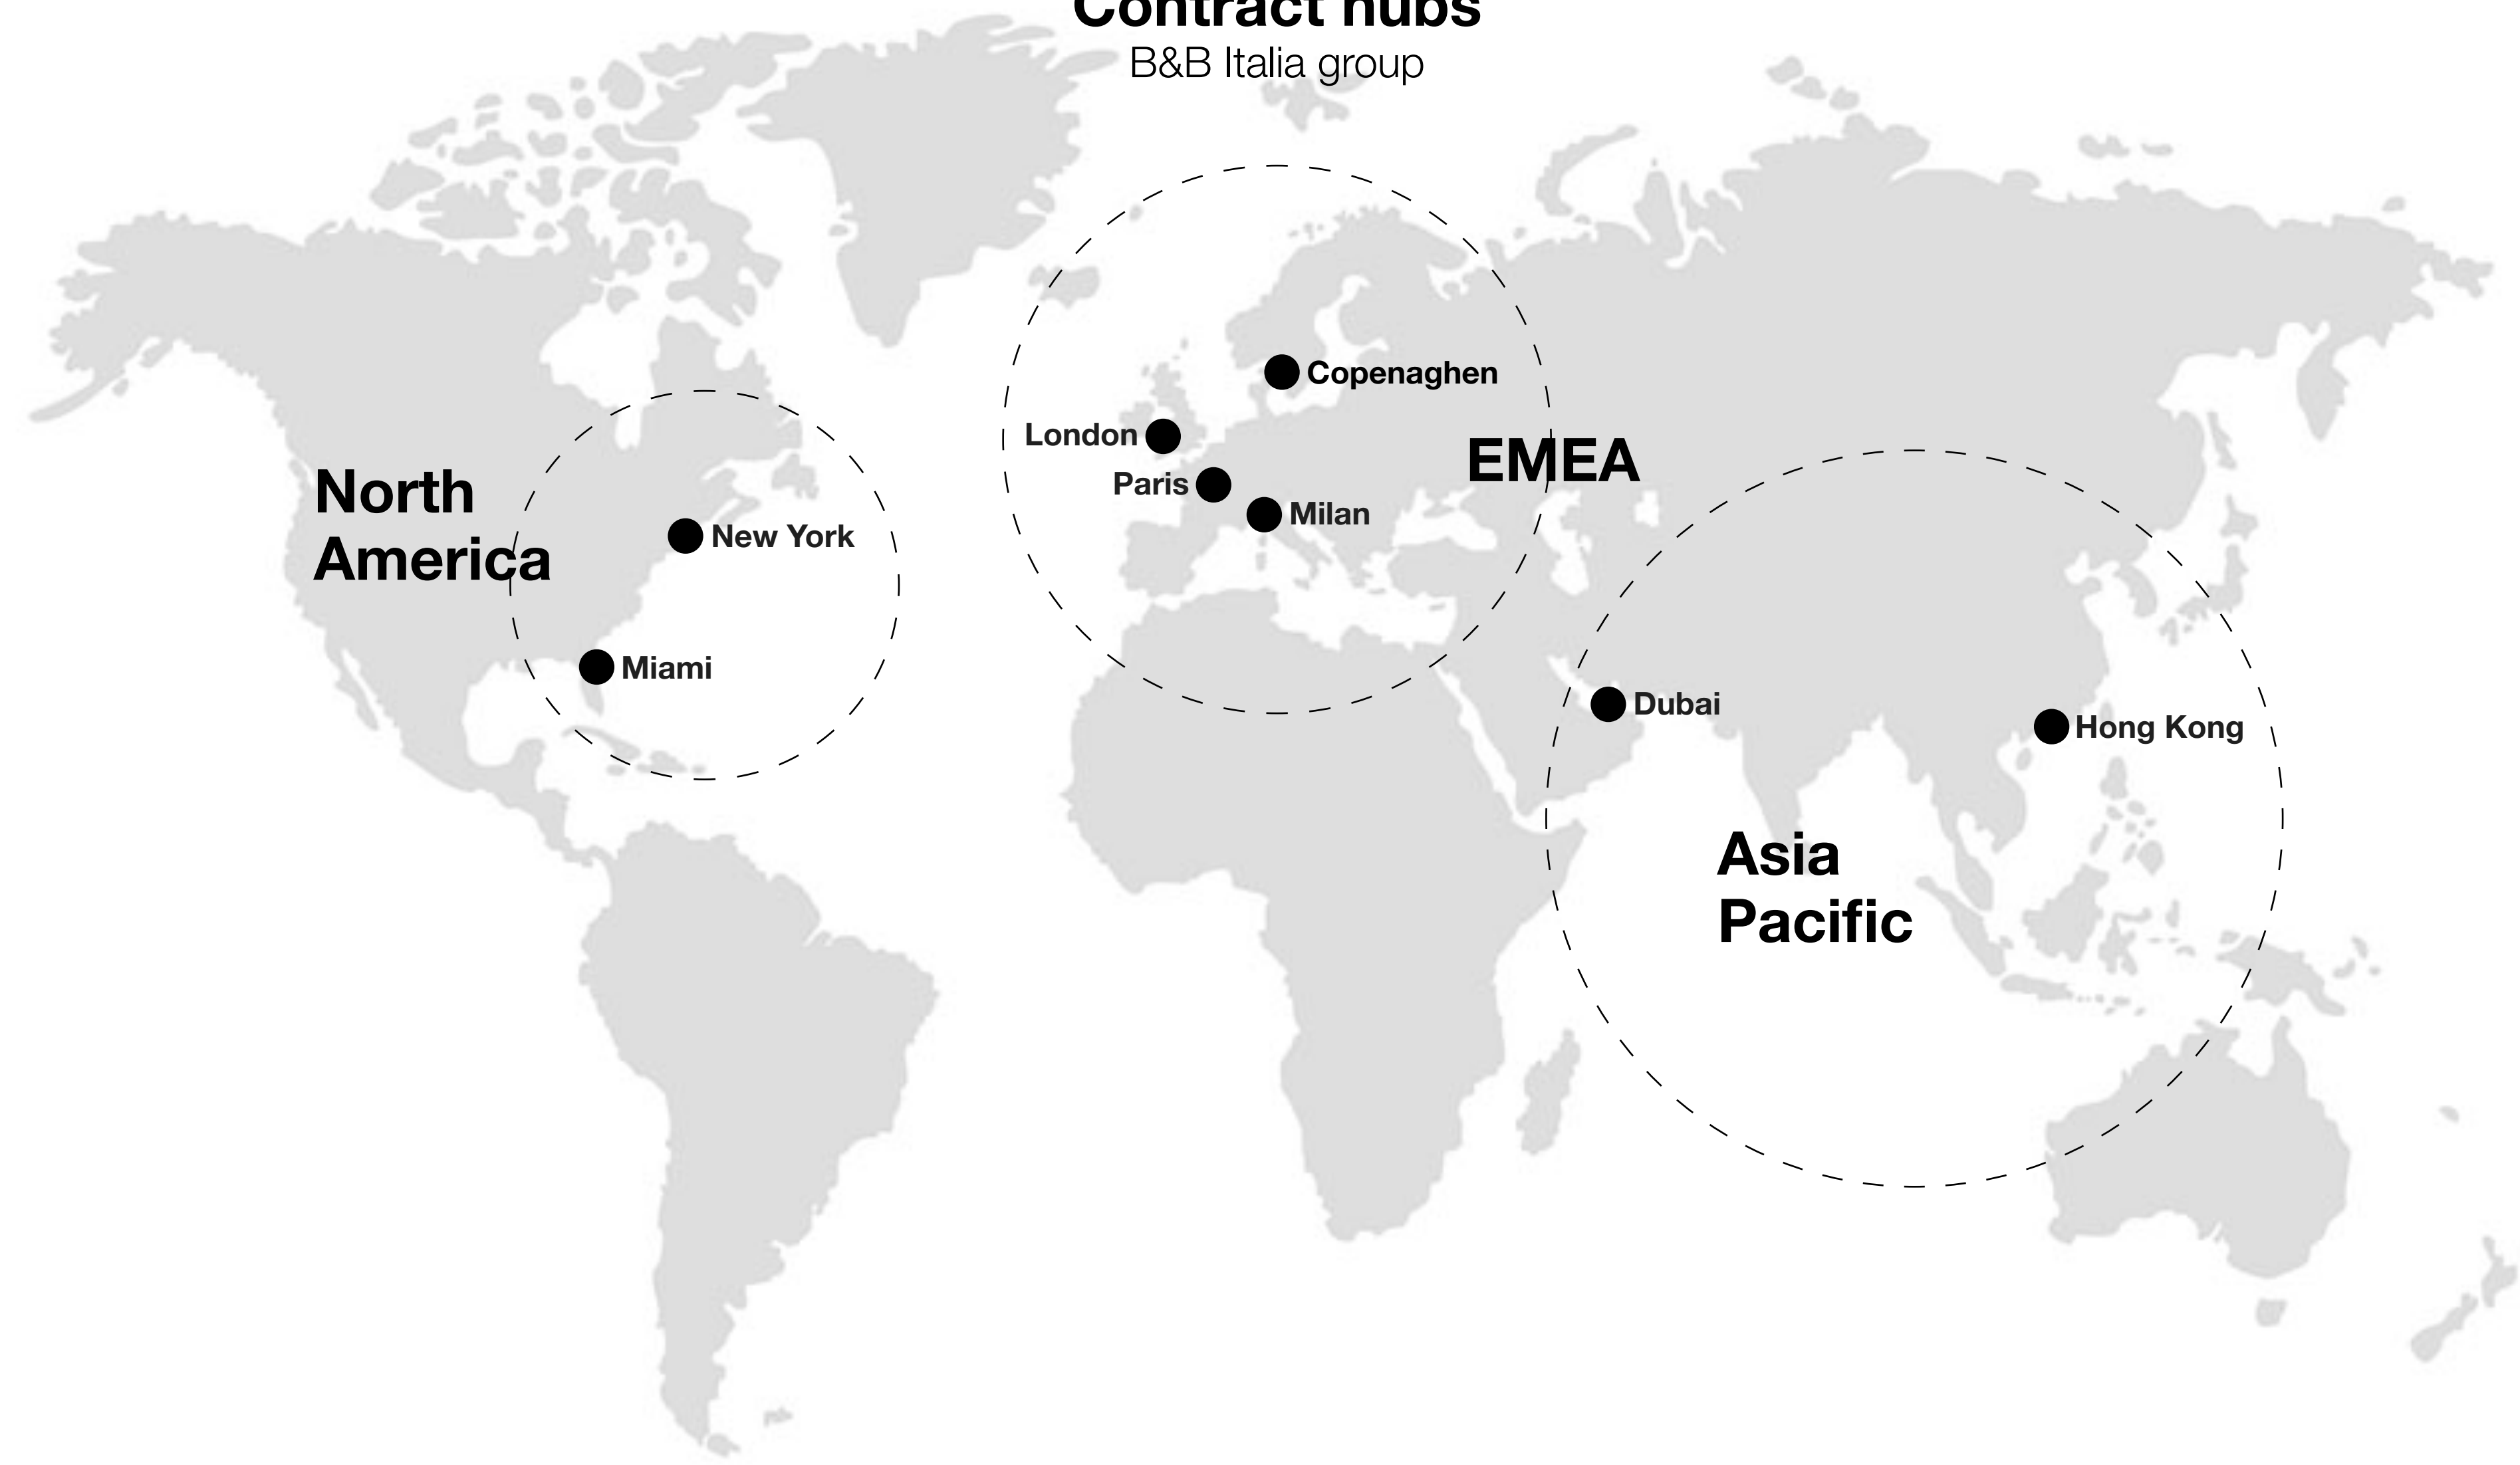 Contract hubs
B&B Italia group
Copenaghen
London
EMEA
Paris
Milan
North
America
New York
Miami
Dubai
Hong Kong
Asia
Pacific